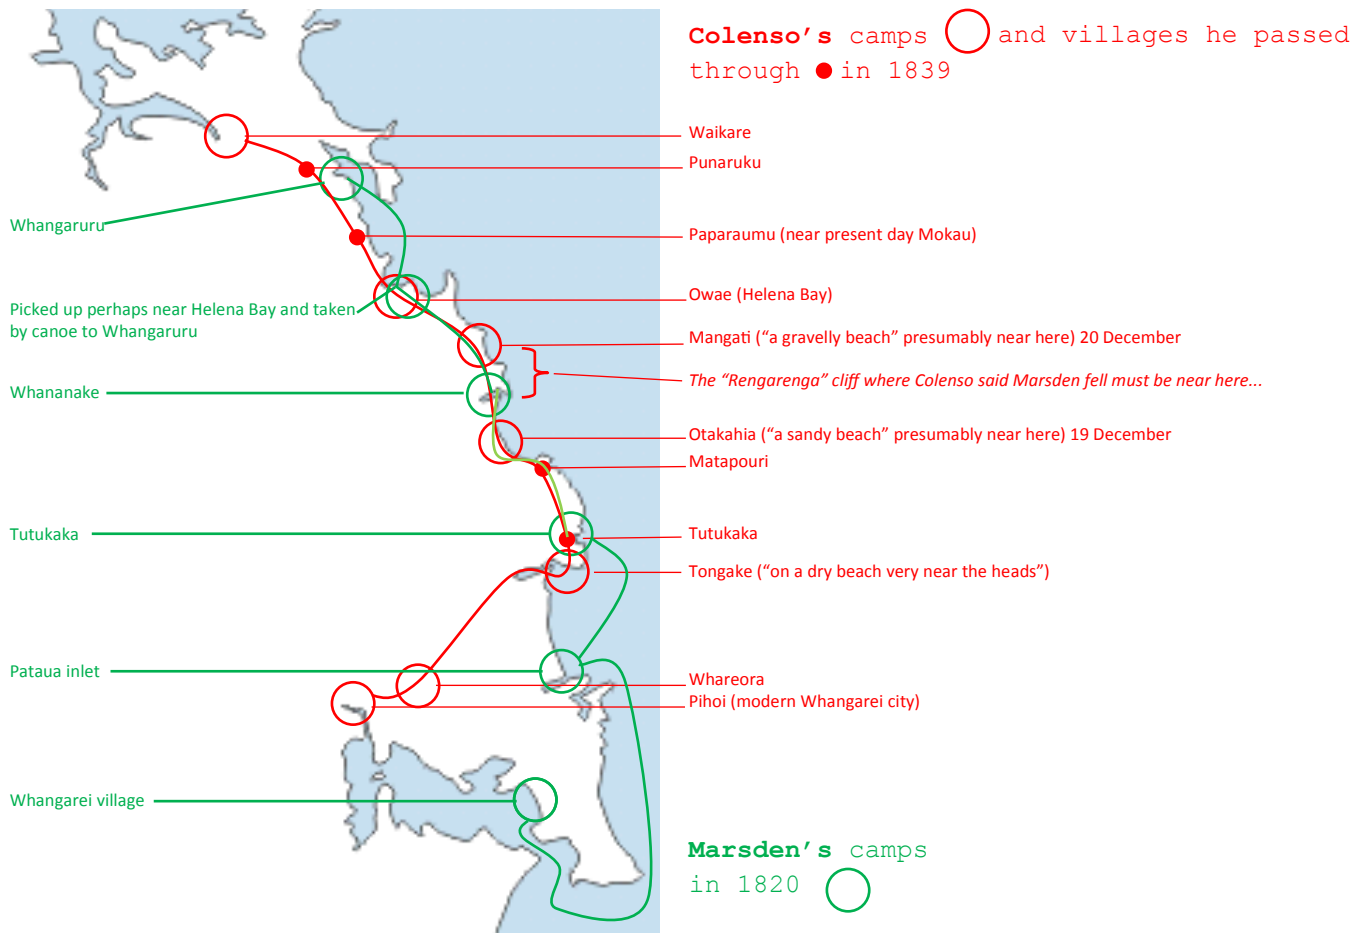 Colenso’s camps and villages he passed
through in 1839
Waikare
Punaruku
Whangaruru
Paparaumu (near present day Mokau)
Owae (Helena Bay)
Picked up perhaps near Helena Bay and taken
by canoe to Whangaruru
Mangati (“a gravelly beach” presumably near here) 20 December
The “Rengarenga” cliff where Colenso said Marsden fell must be near here...
Whananake
Otakahia (“a sandy beach” presumably near here) 19 December
Matapouri
Tutukaka
Tutukaka
Tongake (“on a dry beach very near the heads”)
Pataua inlet
Whareora
Pihoi (modern Whangarei city)
Whangarei village
Marsden’s camps
in 1820